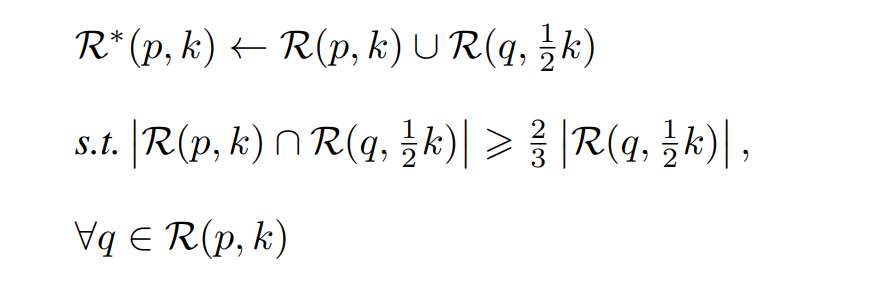 ℛ*(p, k) ← ℛ(p, k) ∪ ℛ(q, ½k)
s.t. |ℛ(p, k) ∩ ℛ(q, ½k)| ⩾ ⅔ |ℛ(q, ½k)| ,
∀q ∈ ℛ(p, k)